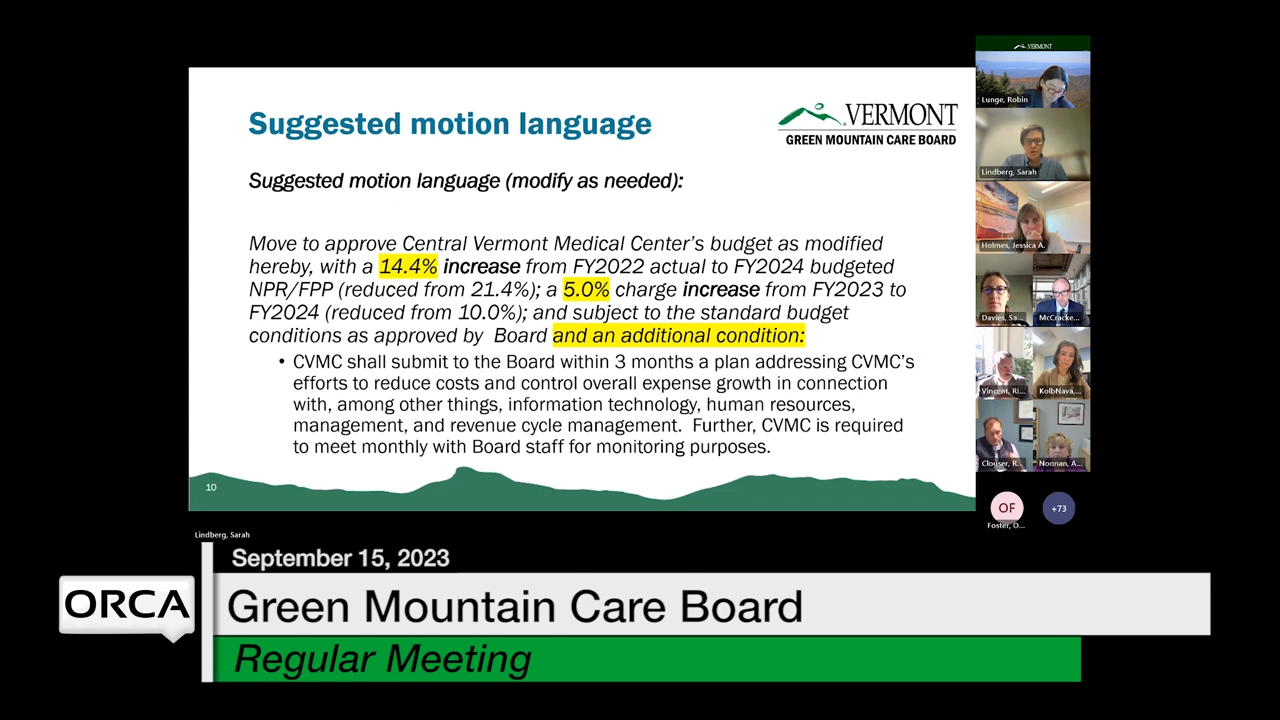 Suggested motion language
VERMONT
GREEN MOUNTAIN CARE BOARD
Suggested motion language (modify as needed):
Move to approve Central Vermont Medical Center's budget as modified
hereby, with a 14.4% increase from FY2022 actual to FY2024 budgeted
NPR/FPP (reduced from 21.4%); a 5.0% charge increase from FY2023 to
FY2024 (reduced from 10.0%); and subject to the standard budget
conditions as approved by Board and an additional condition:
• CVMC shall submit to the Board within 3 months a plan addressing CVMC's
efforts to reduce costs and control overall expense growth in connection
with, among other things, information technology, human resources,
management, and revenue cycle management. Further, CVMC is required
to meet monthly with Board staff for monitoring purposes.
10
VERMONT
Lunge, Robin
Lindberg, Sarah
Holmes, Jessica A.
Davies, Sa...
McCracke...
Vincent, Ri...
KolbNava,...
Clouser, R...
Noonan, A...
OF
+73
Foster, O...
Lindberg, Sarah
September 15, 2023
ORCA
Green Mountain Care Board
Regular Meeting